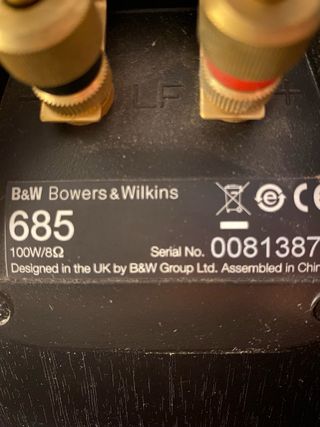 - LF +
B&W Bowers & Wilkins
685
100W/8Ω
Serial No. 0081387
Designed in the UK by B&W Group Ltd. Assembled in Chin